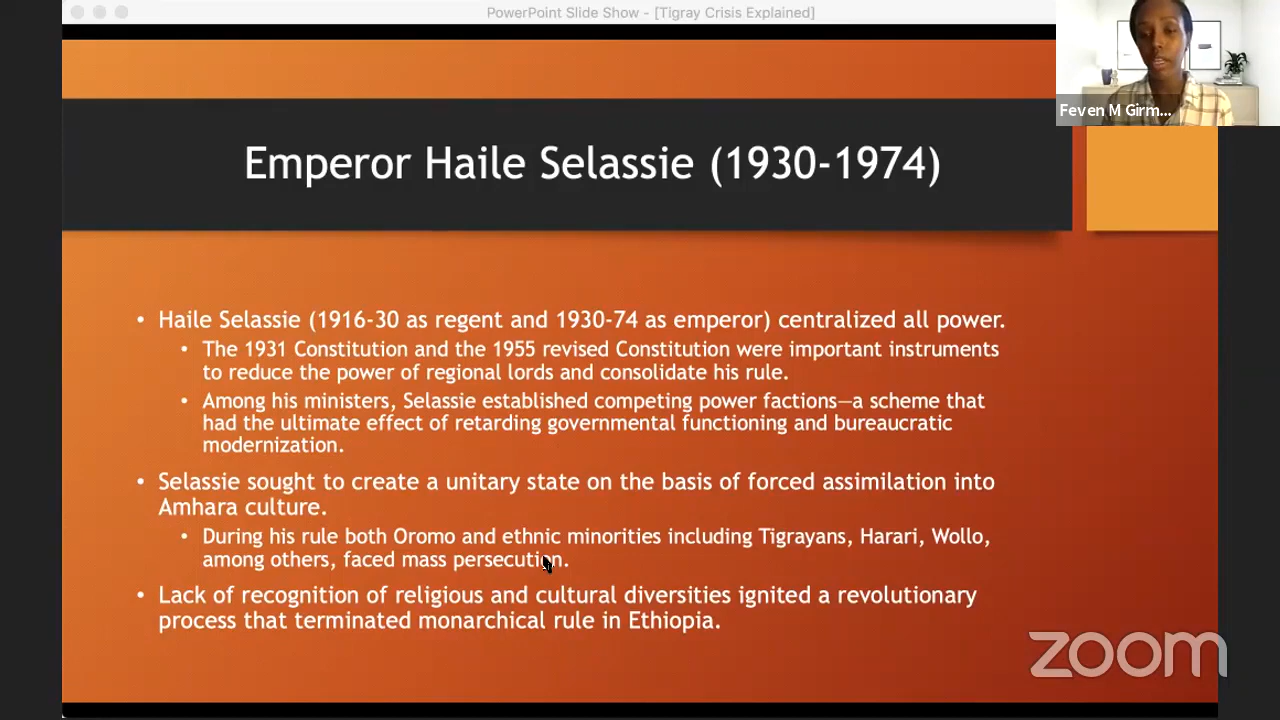 PowerPoint Slide Show - [Tigray Crisis Explained]
Feven M Girm...
Emperor Haile Selassie (1930-1974)
• Haile Selassie (1916-30 as regent and 1930-74 as emperor) centralized all power.
• The 1931 Constitution and the 1955 revised Constitution were important instruments
to reduce the power of regional lords and consolidate his rule.
• Among his ministers, Selassie established competing power factions—a scheme that
had the ultimate effect of retarding governmental functioning and bureaucratic
modernization.
• Selassie sought to create a unitary state on the basis of forced assimilation into
Amhara culture.
• During his rule both Oromo and ethnic minorities including Tigrayans, Harari, Wollo,
among others, faced mass persecution.
• Lack of recognition of religious and cultural diversities ignited a revolutionary
process that terminated monarchical rule in Ethiopia.
zoom